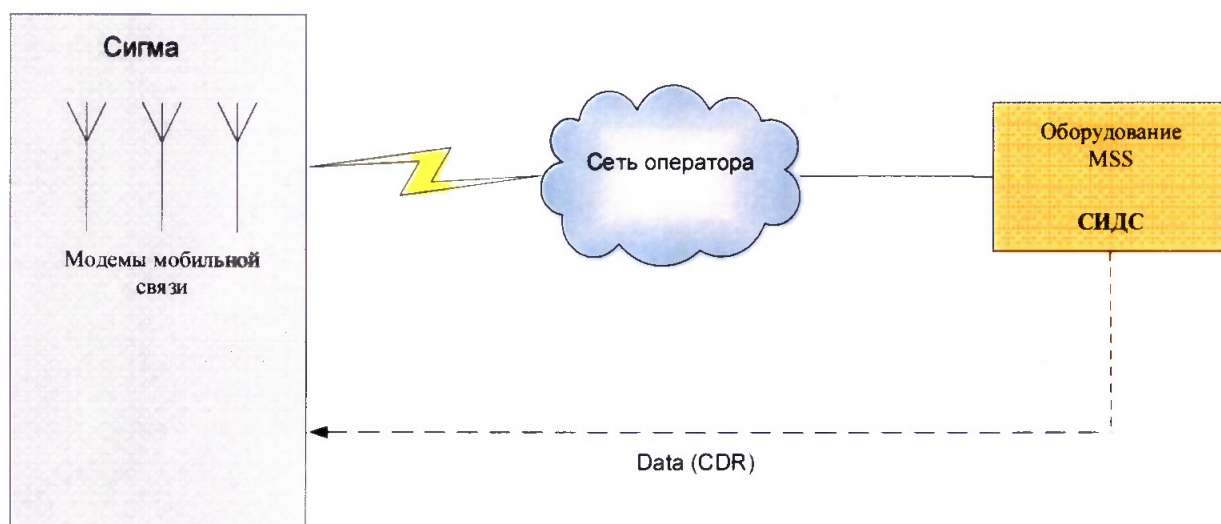 Сигма
Модемы мобильной
связи
Сеть оператора
Оборудование
MSS
СИДС
Data (CDR)